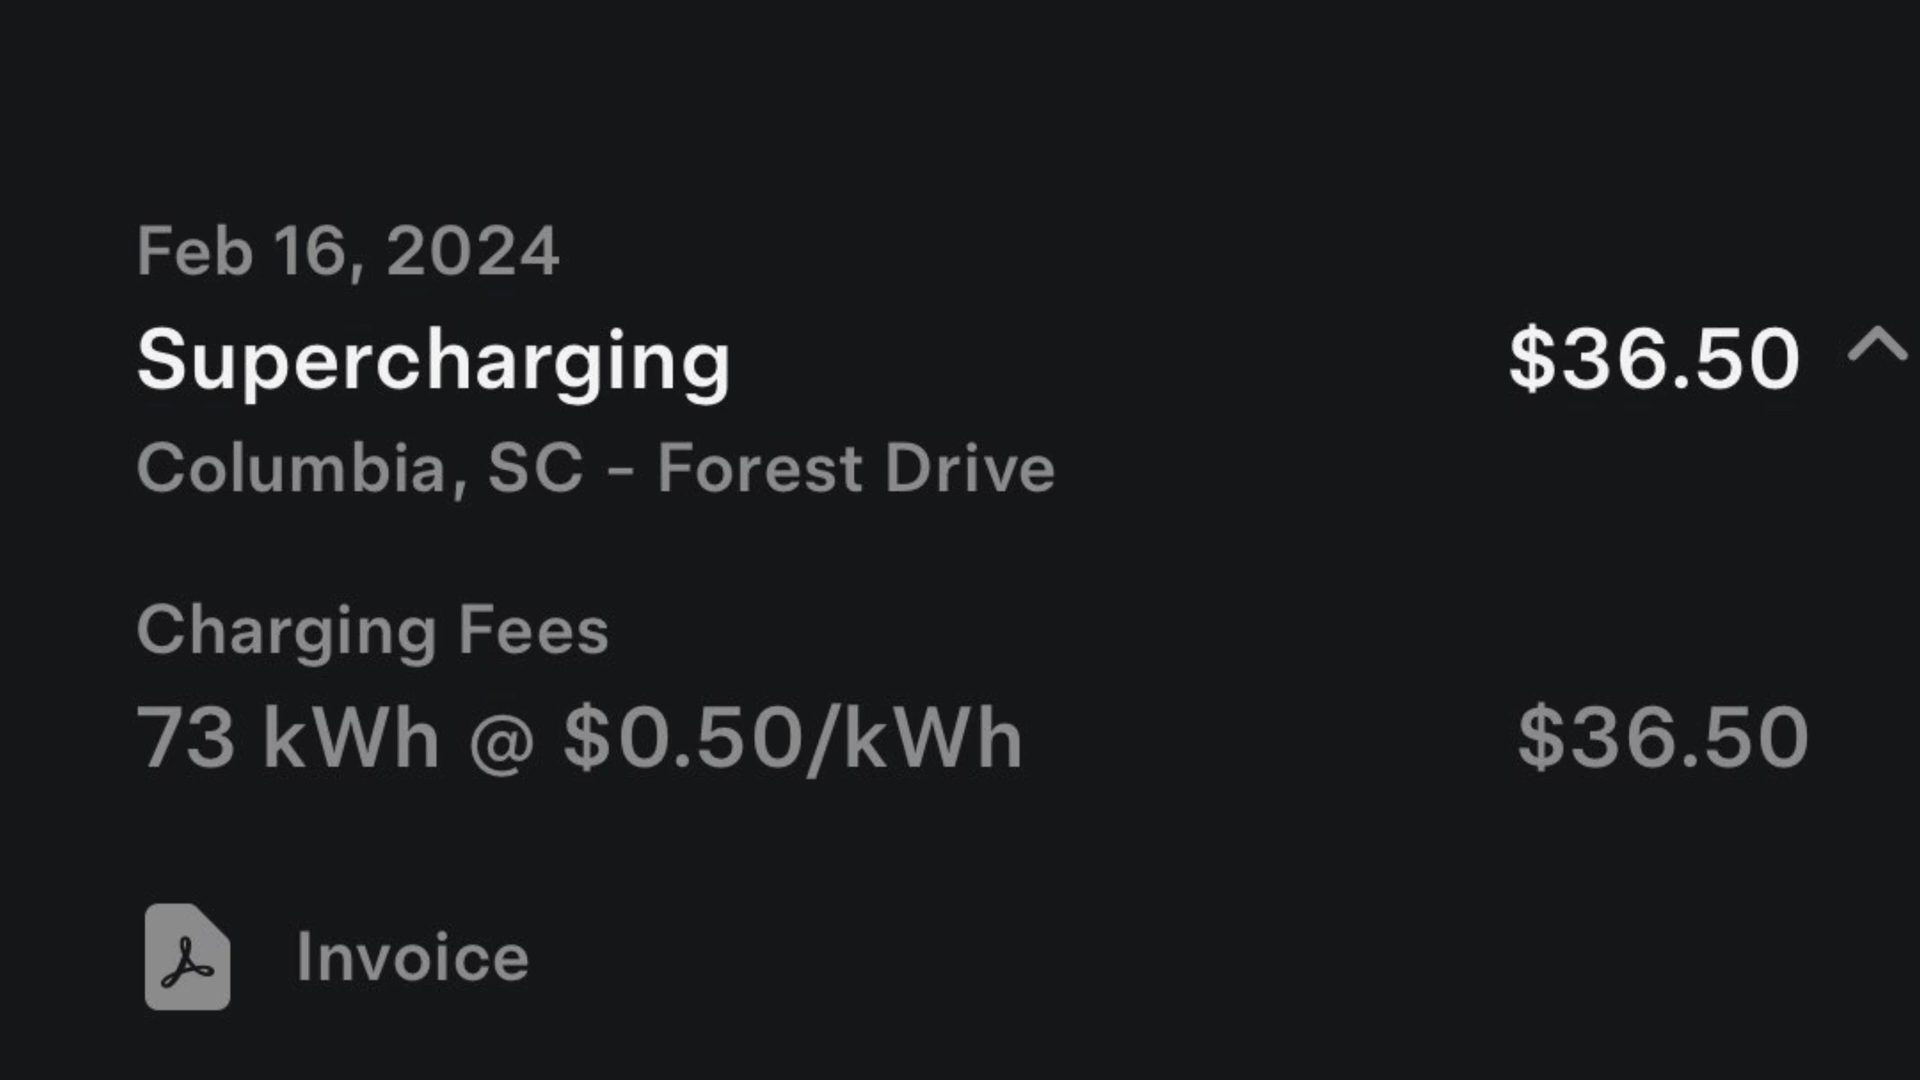 Feb 16, 2024
Supercharging $36.50
Columbia, SC - Forest Drive
Charging Fees
73 kWh @ $0.50/kWh $36.50
Invoice